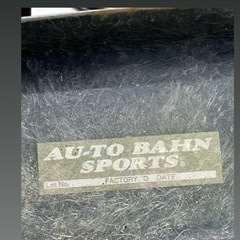 AU-TO BAHN
SPORTS
Lot No. FACTORY. O DATE.